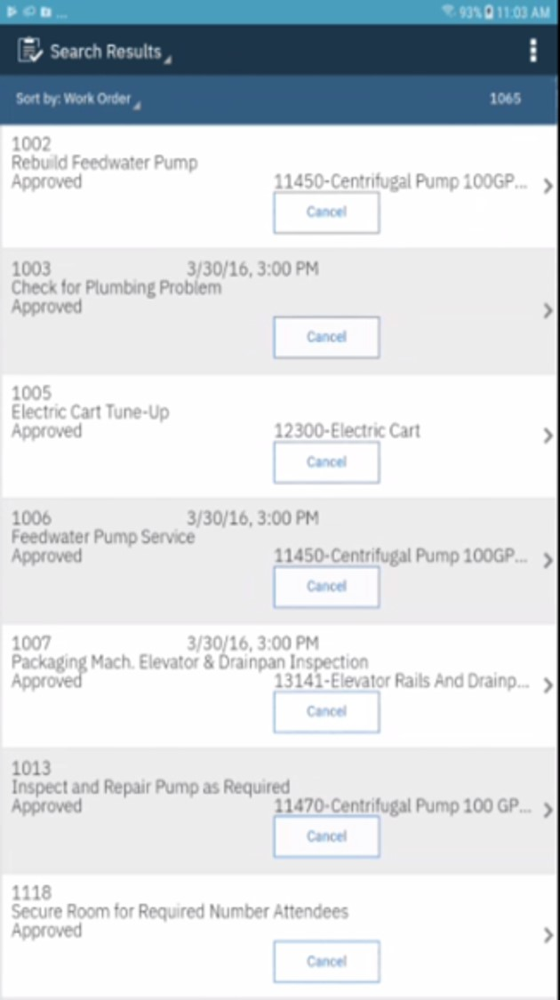 93% 11:03 AM
Search Results
Sort by: Work Order 1065
1002
Rebuild Feedwater Pump
Approved 11450-Centrifugal Pump 100GP...
Cancel
1003 3/30/16, 3:00 PM
Check for Plumbing Problem
Approved
Cancel
1005
Electric Cart Tune-Up
Approved 12300-Electric Cart
Cancel
1006 3/30/16, 3:00 PM
Feedwater Pump Service
Approved 11450-Centrifugal Pump 100GP...
Cancel
1007 3/30/16, 3:00 PM
Packaging Mach. Elevator & Drainpan Inspection
Approved 13141-Elevator Rails And Drainp...
Cancel
1013
Inspect and Repair Pump as Required
Approved 11470-Centrifugal Pump 100 GP...
Cancel
1118
Secure Room for Required Number Attendees
Approved
Cancel